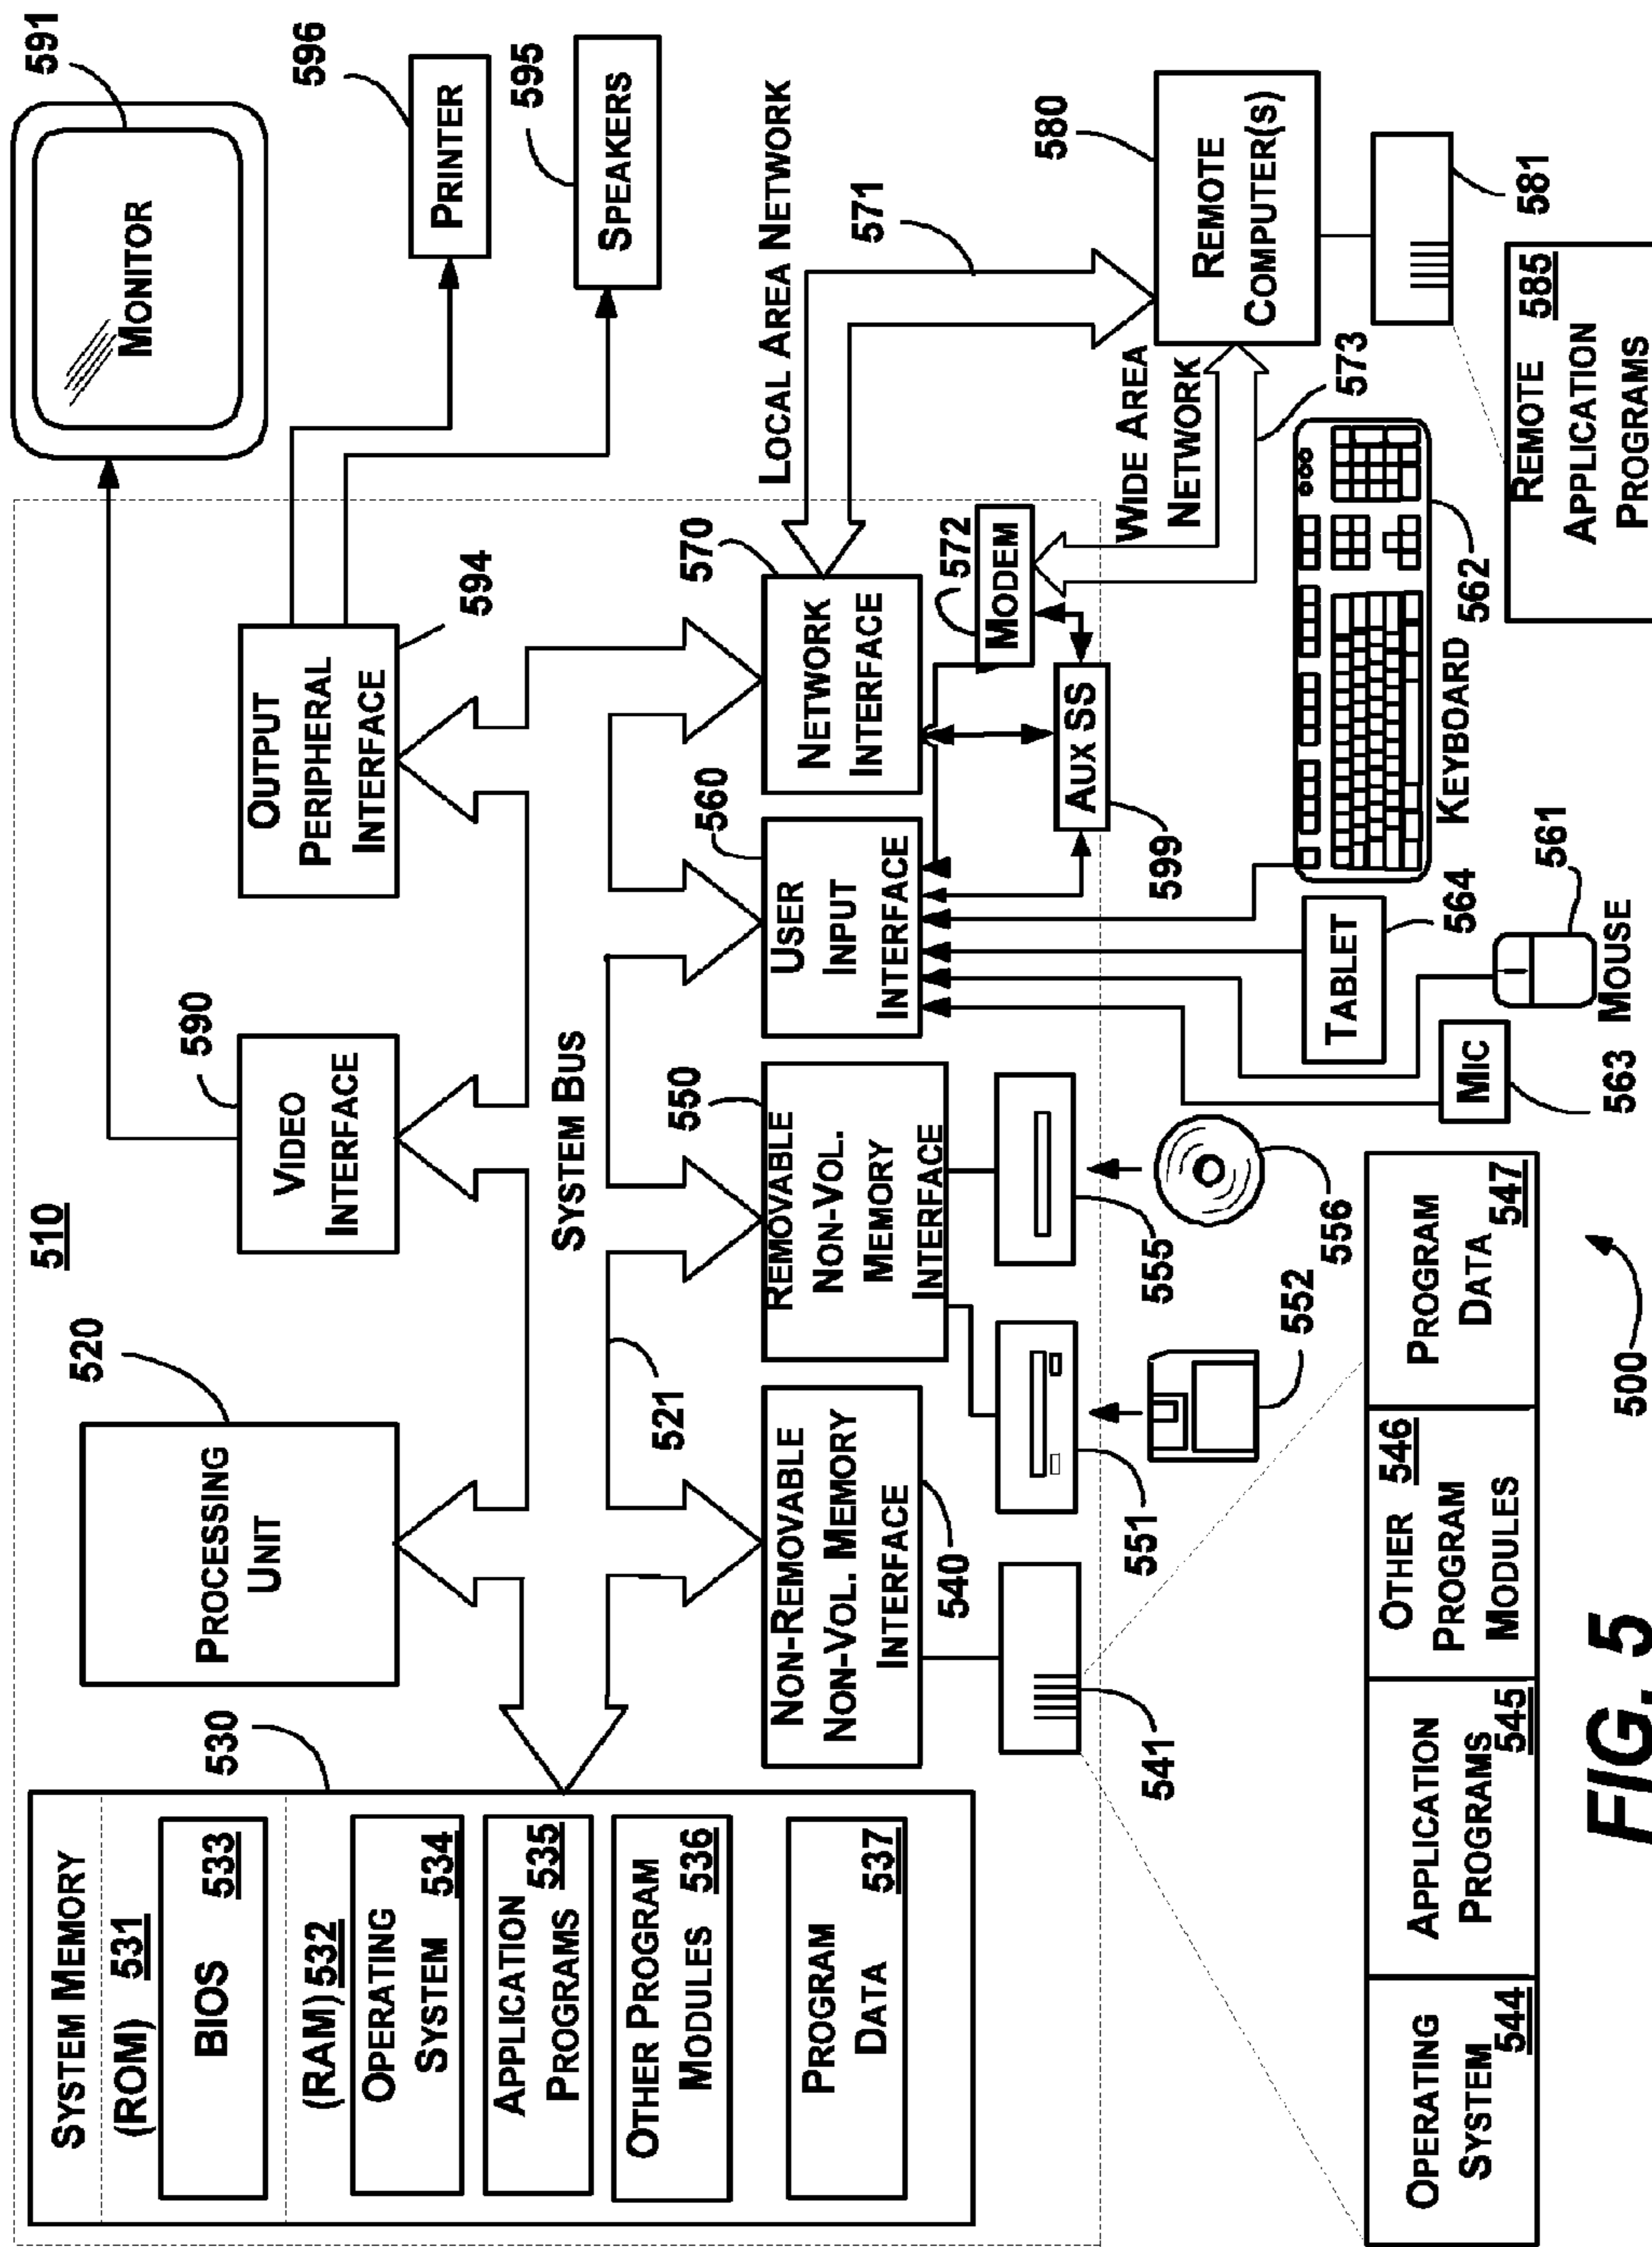 510
SYSTEM MEMORY
(ROM) 531
BIOS 533
(RAM) 532
OPERATING
SYSTEM 534
APPLICATION
PROGRAMS 535
OTHER PROGRAM
MODULES 536
PROGRAM
DATA 537
530
PROCESSING
UNIT
520
VIDEO
INTERFACE
590
OUTPUT
PERIPHERAL
INTERFACE
594
MONITOR
591
PRINTER
596
SPEAKERS
595
SYSTEM BUS
521
NON-REMOVABLE
NON-VOL. MEMORY
INTERFACE
540
REMOVABLE
NON-VOL.
MEMORY
INTERFACE
550
USER
INPUT
INTERFACE
560
NETWORK
INTERFACE
570
LOCAL AREA NETWORK
571
541
551
552
555
556
AUX SS
599
MODEM
572
WIDE AREA
NETWORK
573
REMOTE
COMPUTER(S)
580
581
REMOTE 585
APPLICATION
PROGRAMS
KEYBOARD
562
TABLET
564
MOUSE
561
MIC
563
OPERATING
SYSTEM
544
APPLICATION
PROGRAMS
545
OTHER 546
PROGRAM
MODULES
PROGRAM
DATA 547
500
FIG. 5